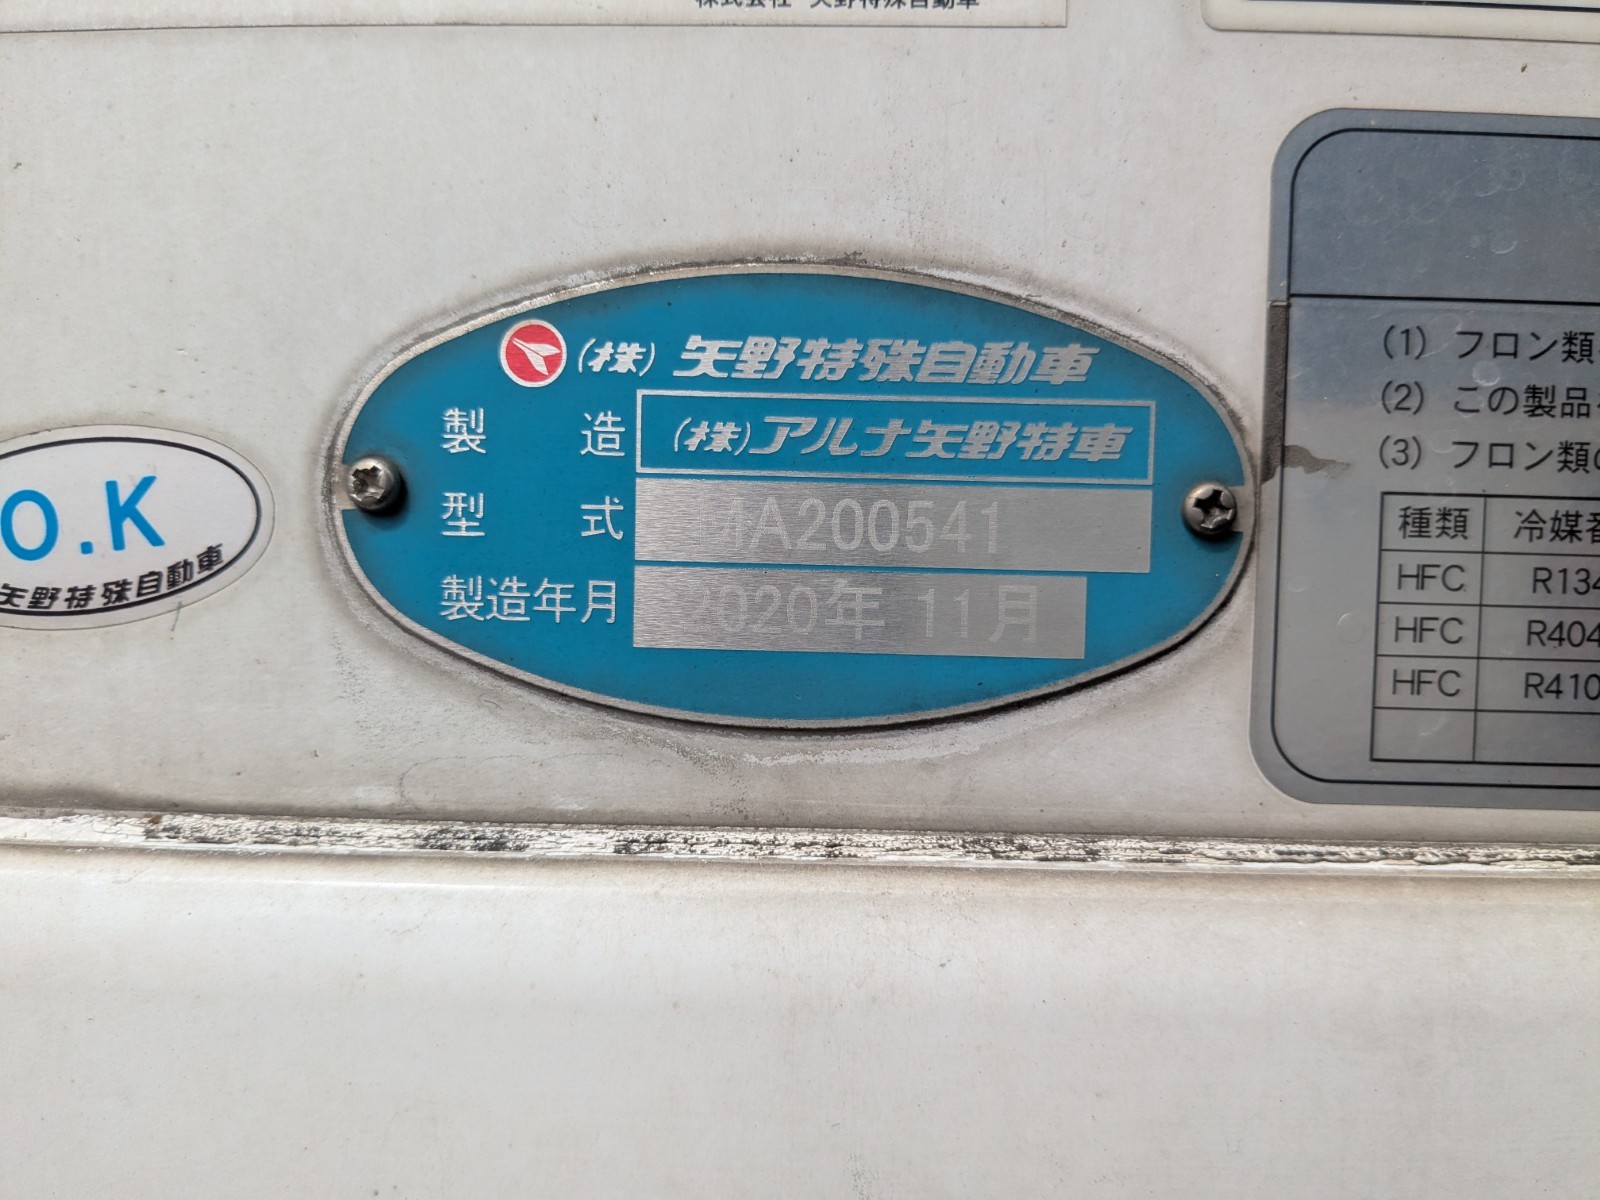 株式会社 矢野特殊自動車
(株) 矢野特殊自動車
製造 (株)アルナ矢野特車
型式 MA200541
製造年月 2020年 11月
O.K
矢野特殊自動車
(1) フロン類
(2) この製品
(3) フロン類の
種類 冷媒番
HFC R134
HFC R404
HFC R410